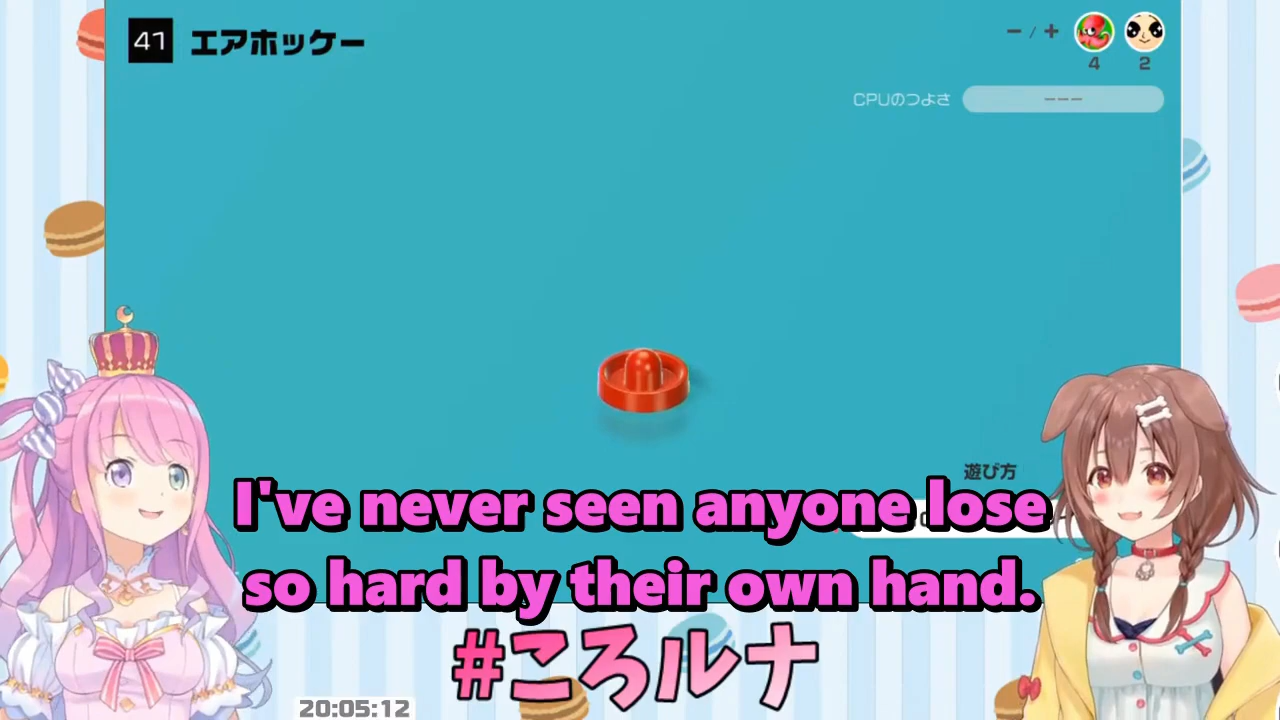 41 エアホッケー
- / +
4 2
CPUのつよさ ---
遊び方
I've never seen anyone lose
so hard by their own hand.
#ころルナ
20:05:12